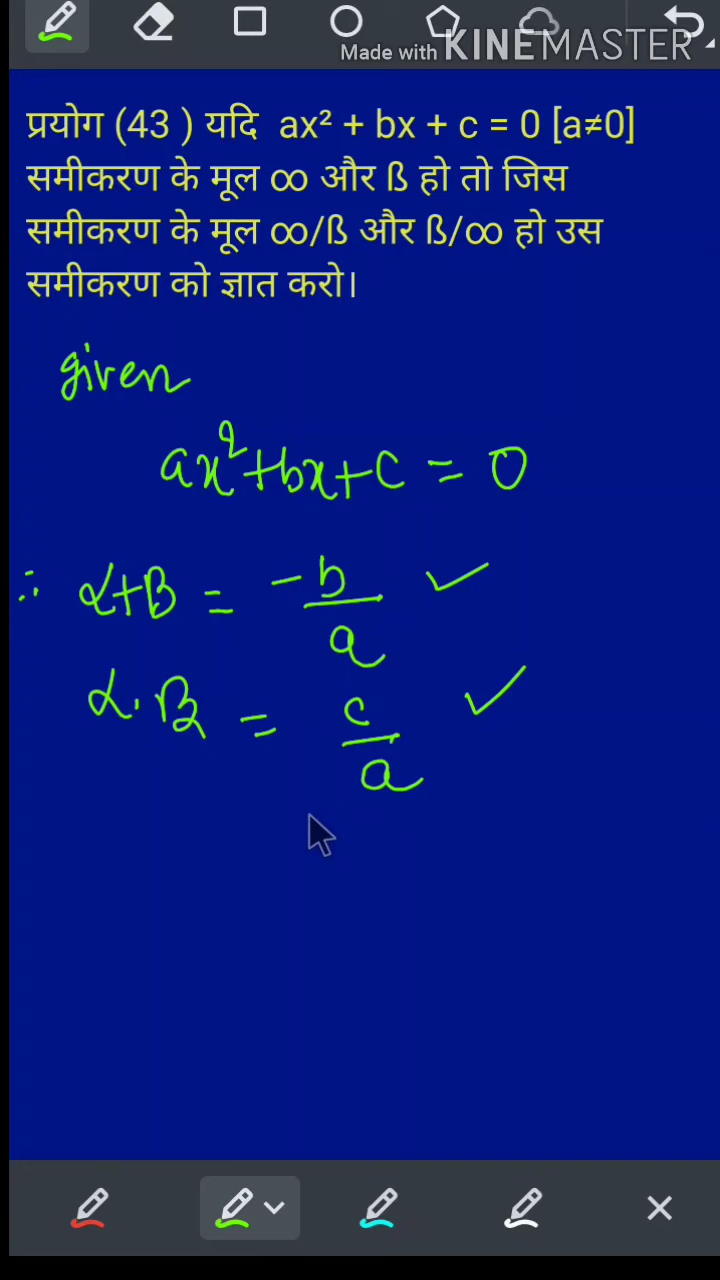 Made with KINEMASTER
प्रयोग (43 ) यदि ax² + bx + c = 0 [a≠0]
समीकरण के मूल ∞ और ß हो तो जिस
समीकरण के मूल ∞/ß और ß/∞ हो उस
समीकरण को ज्ञात करो।
given
ax²+bx+c = 0
∴ α+β = -b/a ✓
α.β = c/a ✓